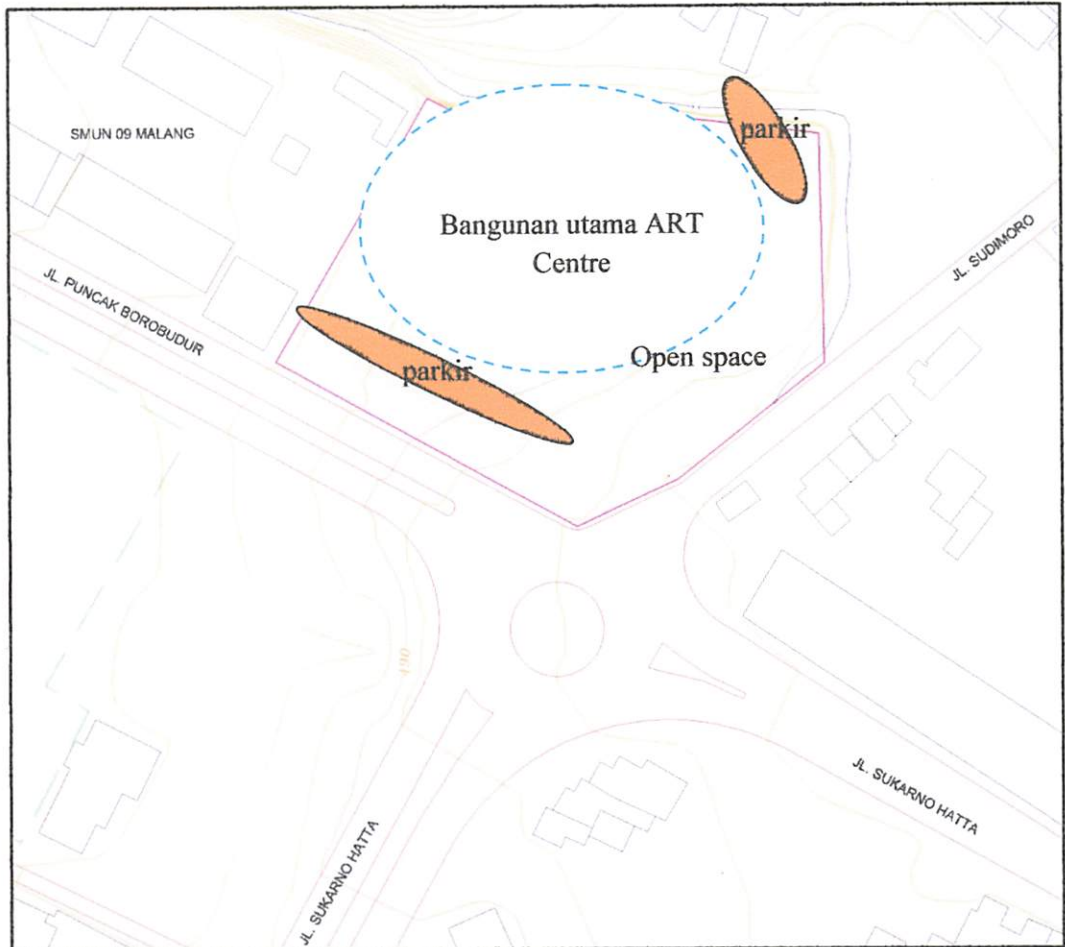 SMUN 09 MALANG
parkir
Bangunan utama ART
Centre
JL. SUDIMORO
JL. PUNCAK BOROBUDUR
Open space
parkir
490
JL. SUKARNO HATTA
JL. SUKARNO HATTA